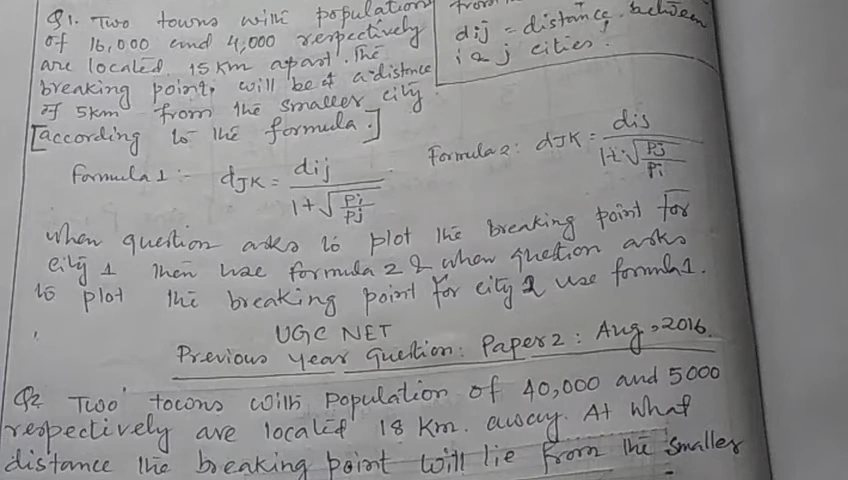 Q1. Two towns with population
of 16,000 and 4,000 respectively
are located 15 Km apart. The
breaking point, will be at a distance
of 5km from the smaller city
[according to the formula.]
dij = distance between
i & j cities.
Formula 1 :- dJK = dij / 1+√Pi/Pj
Formula 2: dJK = dis / 1+√Pj/Pi
when question asks to plot the breaking point for
city 1 then use formula 2 & when question asks
to plot the breaking point for city 2 use formula 1.
UGC NET
Previous year question: Paper 2 : Aug, 2016.
Q2 Two towns with population of 40,000 and 5000
respectively are located 18 Km. away. At what
distance the breaking point will lie from the smaller